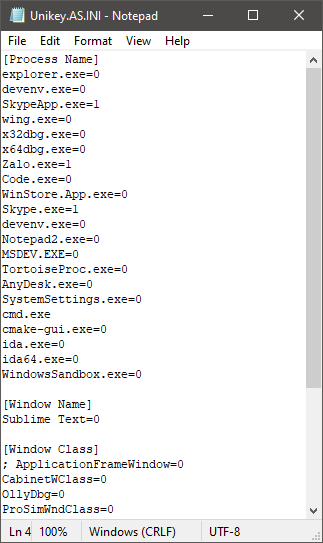 Unikey.AS.INI - Notepad
File Edit Format View Help
[Process Name]
explorer.exe=0
devenv.exe=0
SkypeApp.exe=1
wing.exe=0
x32dbg.exe=0
x64dbg.exe=0
Zalo.exe=1
Code.exe=0
WinStore.App.exe=0
Skype.exe=1
devenv.exe=0
Notepad2.exe=0
MSDEV.EXE=0
TortoiseProc.exe=0
AnyDesk.exe=0
SystemSettings.exe=0
cmd.exe
cmake-gui.exe=0
ida.exe=0
ida64.exe=0
WindowsSandbox.exe=0

[Window Name]
Sublime Text=0

[Window Class]
; ApplicationFrameWindow=0
CabinetWClass=0
OllyDbg=0
ProSimWndClass=0
Ln 4 100% Windows (CRLF) UTF-8